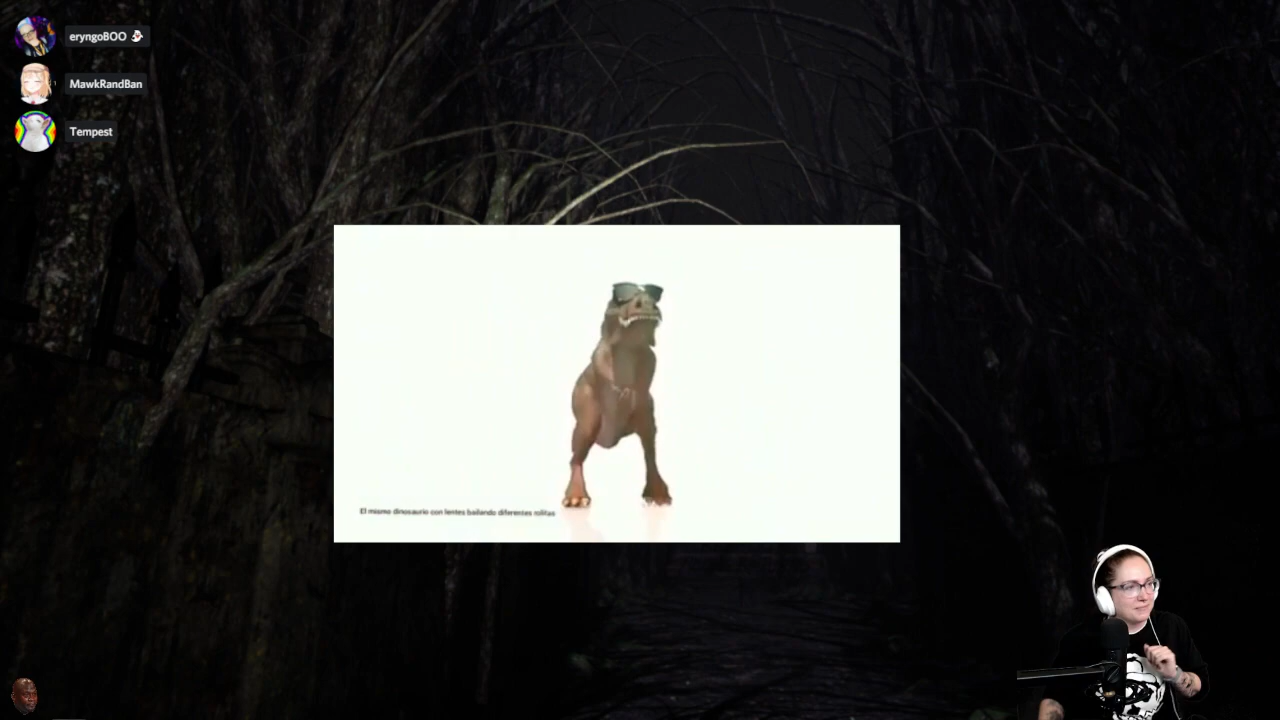 eryngoBOO 👻
MawkRandBan
Tempest
El mismo dinosaurio con lentes bailando diferentes rolitas